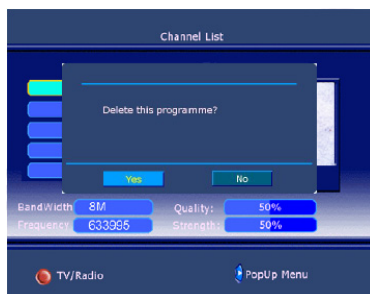 Channel List
Delete this programme?
Yes No
BandWidth 8M Quality: 50%
Frequency 633995 Strength: 50%
TV/Radio PopUp Menu